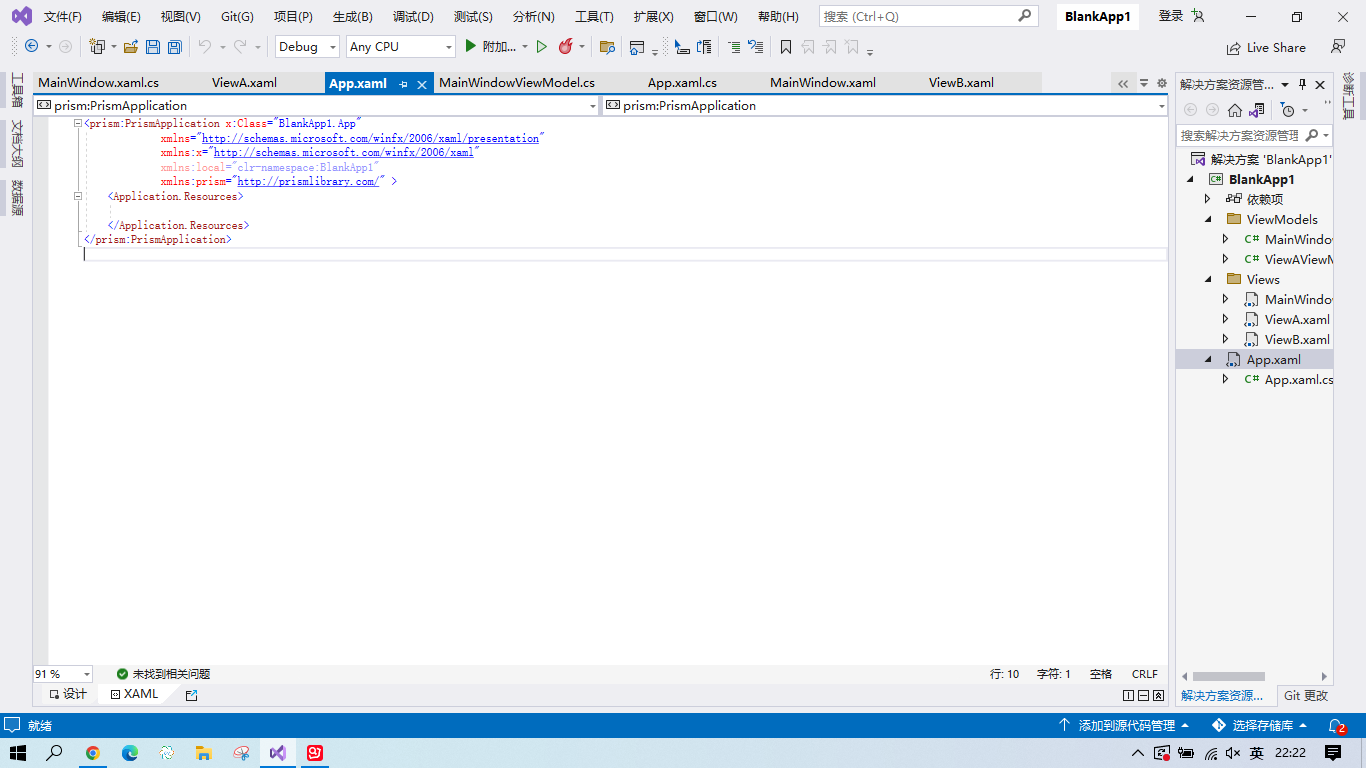 文件(F) 编辑(E) 视图(V) Git(G) 项目(P) 生成(B) 调试(D) 测试(S) 分析(N) 工具(T) 扩展(X) 窗口(W) 帮助(H) 搜索 (Ctrl+Q) BlankApp1 登录
Debug Any CPU 附加... Live Share
工具箱
文档大纲
数据源
MainWindow.xaml.cs ViewA.xaml App.xaml MainWindowViewModel.cs App.xaml.cs MainWindow.xaml ViewB.xaml
prism:PrismApplication prism:PrismApplication
<prism:PrismApplication x:Class="BlankApp1.App"
xmlns="http://schemas.microsoft.com/winfx/2006/xaml/presentation"
xmlns:x="http://schemas.microsoft.com/winfx/2006/xaml"
xmlns:local="clr-namespace:BlankApp1"
xmlns:prism="http://prismlibrary.com/" >
<Application.Resources>
</Application.Resources>
</prism:PrismApplication>
91 % 未找到相关问题 行: 10 字符: 1 空格 CRLF
设计 XAML
解决方案资源管...
搜索解决方案资源管理
解决方案 'BlankApp1'
C# BlankApp1
依赖项
ViewModels
C# MainWindo
C# ViewAViewM
Views
MainWindo
ViewA.xaml
ViewB.xaml
App.xaml
C# App.xaml.cs
解决方案资源... Git 更改
诊断工具
就绪 添加到源代码管理 选择存储库 2
英 22:22